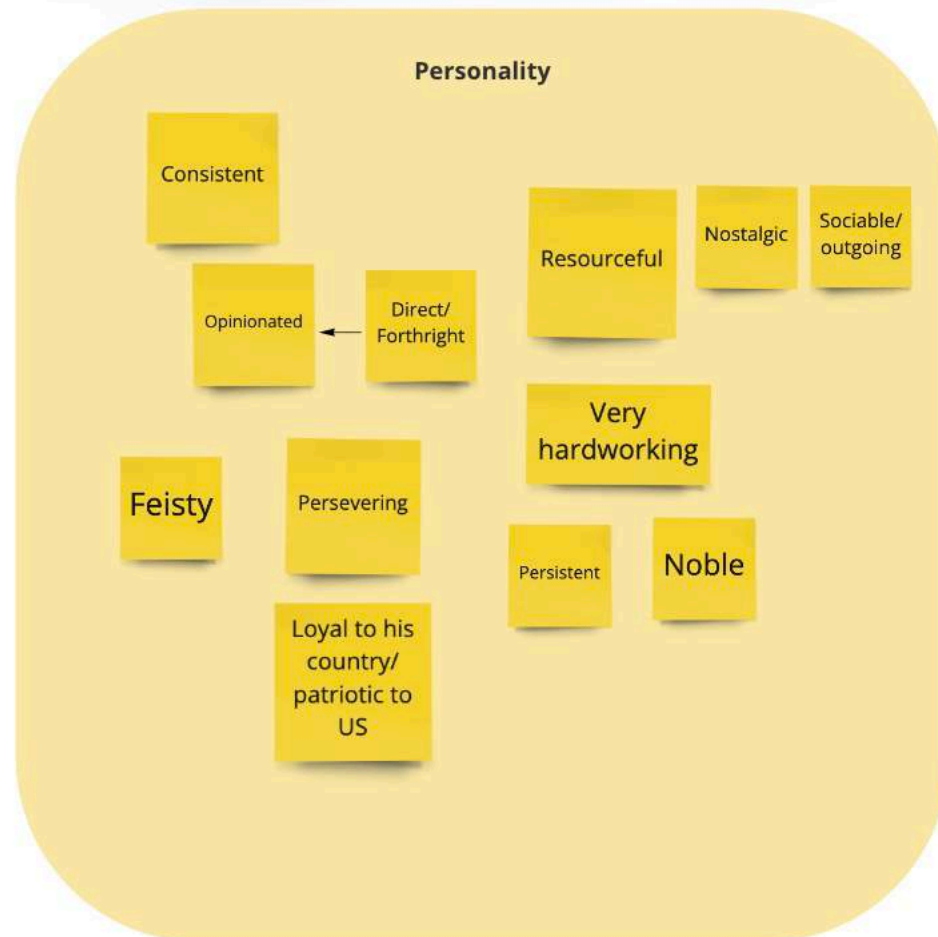 Personality
Consistent
Resourceful
Nostalgic
Sociable/
outgoing
Opinionated
Direct/
Forthright
Very
hardworking
Feisty
Persevering
Persistent
Noble
Loyal to his
country/
patriotic to
US